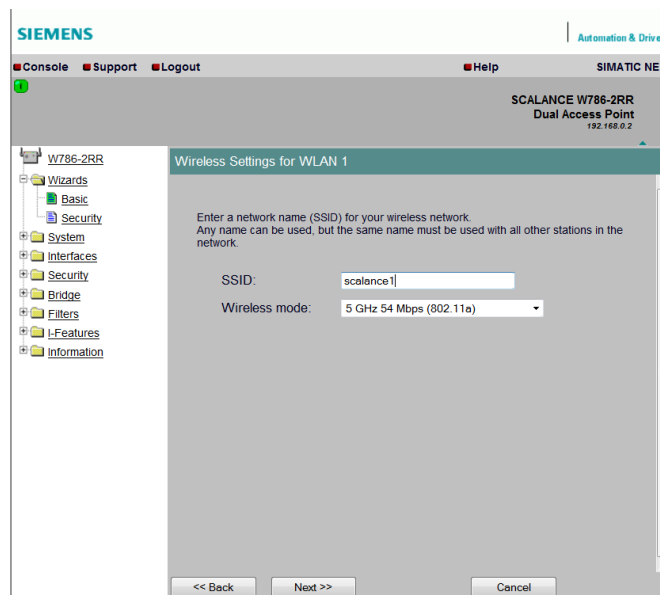 SIEMENS
Automation & Drive
Console Support Logout Help SIMATIC NE
SCALANCE W786-2RR
Dual Access Point
192.168.0.2
W786-2RR
Wizards
Basic
Security
System
Interfaces
Security
Bridge
Filters
I-Features
Information
Wireless Settings for WLAN 1
Enter a network name (SSID) for your wireless network.
Any name can be used, but the same name must be used with all other stations in the
network.
SSID: scalance1
Wireless mode: 5 GHz 54 Mbps (802.11a)
<< Back Next >> Cancel